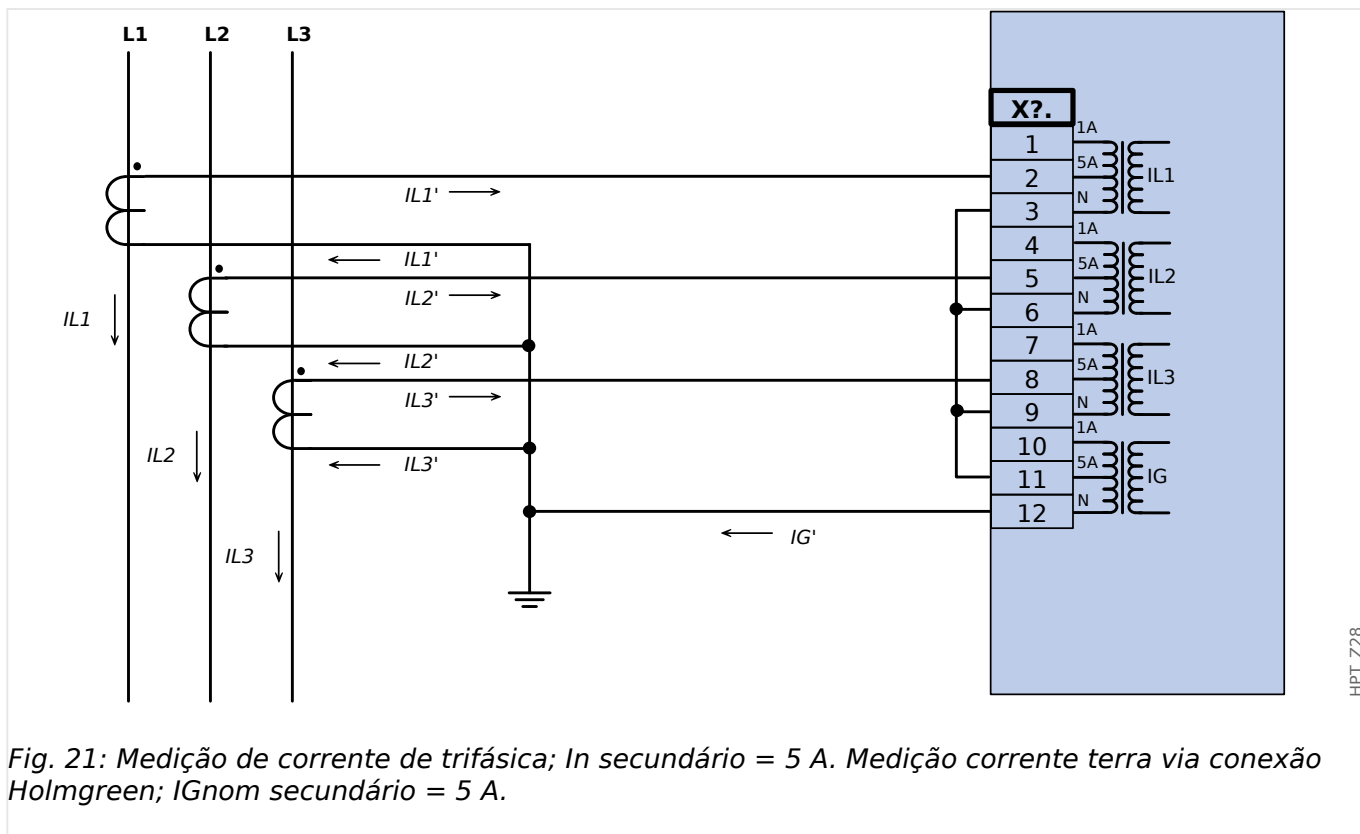 L1 L2 L3
X?.
1 1A
2 5A IL1
3 N
4 1A
5 5A IL2
6 N
7 1A
8 5A IL3
9 N
10 1A
11 5A IG
12 N
IL1'
IL1'
IL2'
IL1
IL2'
IL3'
IL2
IL3'
IG'
IL3
HPT_Z28
Fig. 21: Medição de corrente de trifásica; In secundário = 5 A. Medição corrente terra via conexão
Holmgreen; IGnom secundário = 5 A.